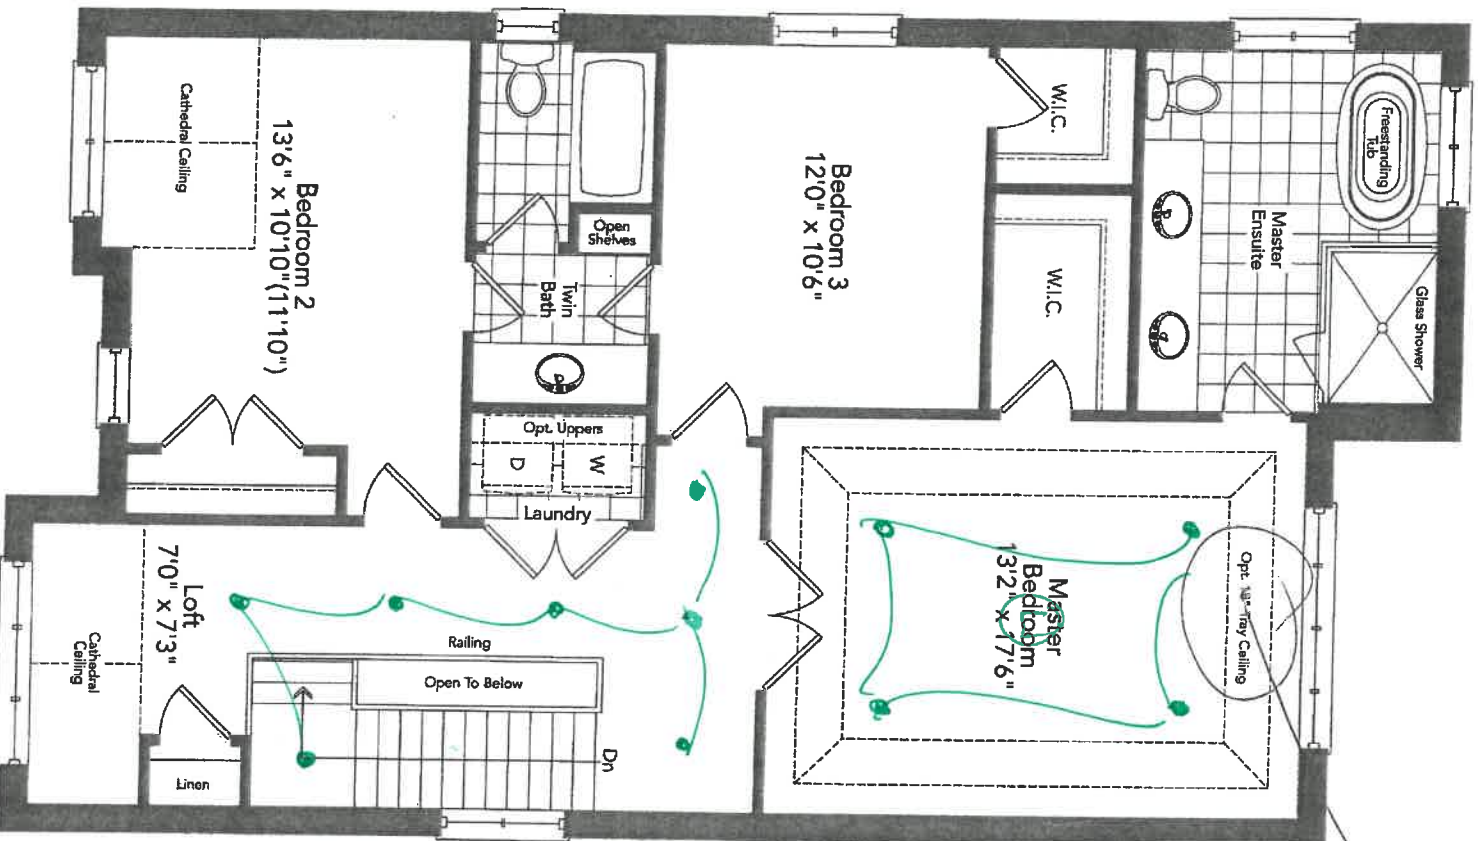 Cathedral Ceiling
Bedroom 2
13'6" x 10'10"(11'10")
Open
Shelves
Twin
Bath
Opt. Uppers
D
W
Laundry
Bedroom 3
12'0" x 10'6"
W.I.C.
W.I.C.
Freestanding
Tub
Master
Ensuite
Glass Shower
Master
Bedroom
13'2" x 17'6"
Opt. 18" Tray Ceiling
Loft
7'0" x 7'3"
Cathedral
Ceiling
Railing
Open To Below
Dn
Linen